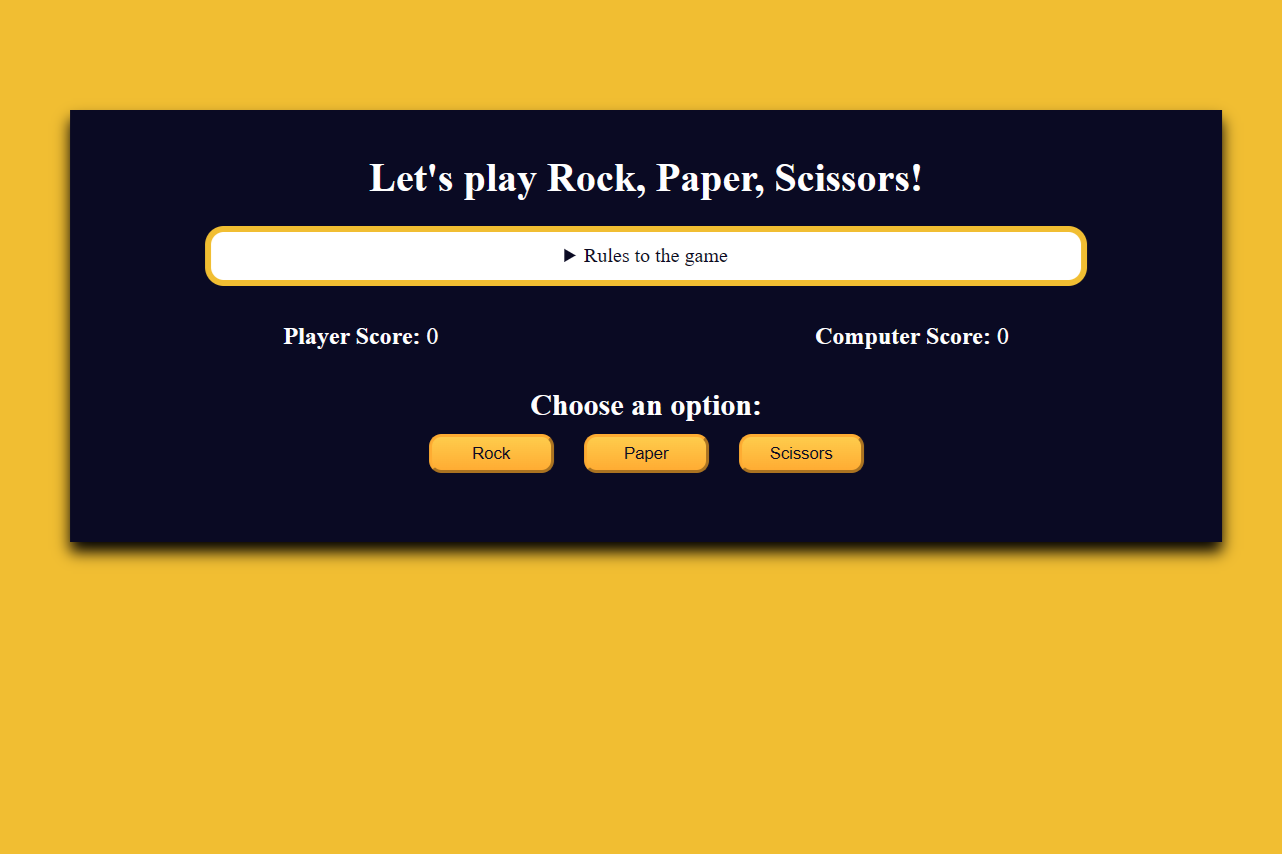 Let's play Rock, Paper, Scissors!
Rules to the game
Player Score: 0 Computer Score: 0
Choose an option:
Rock Paper Scissors